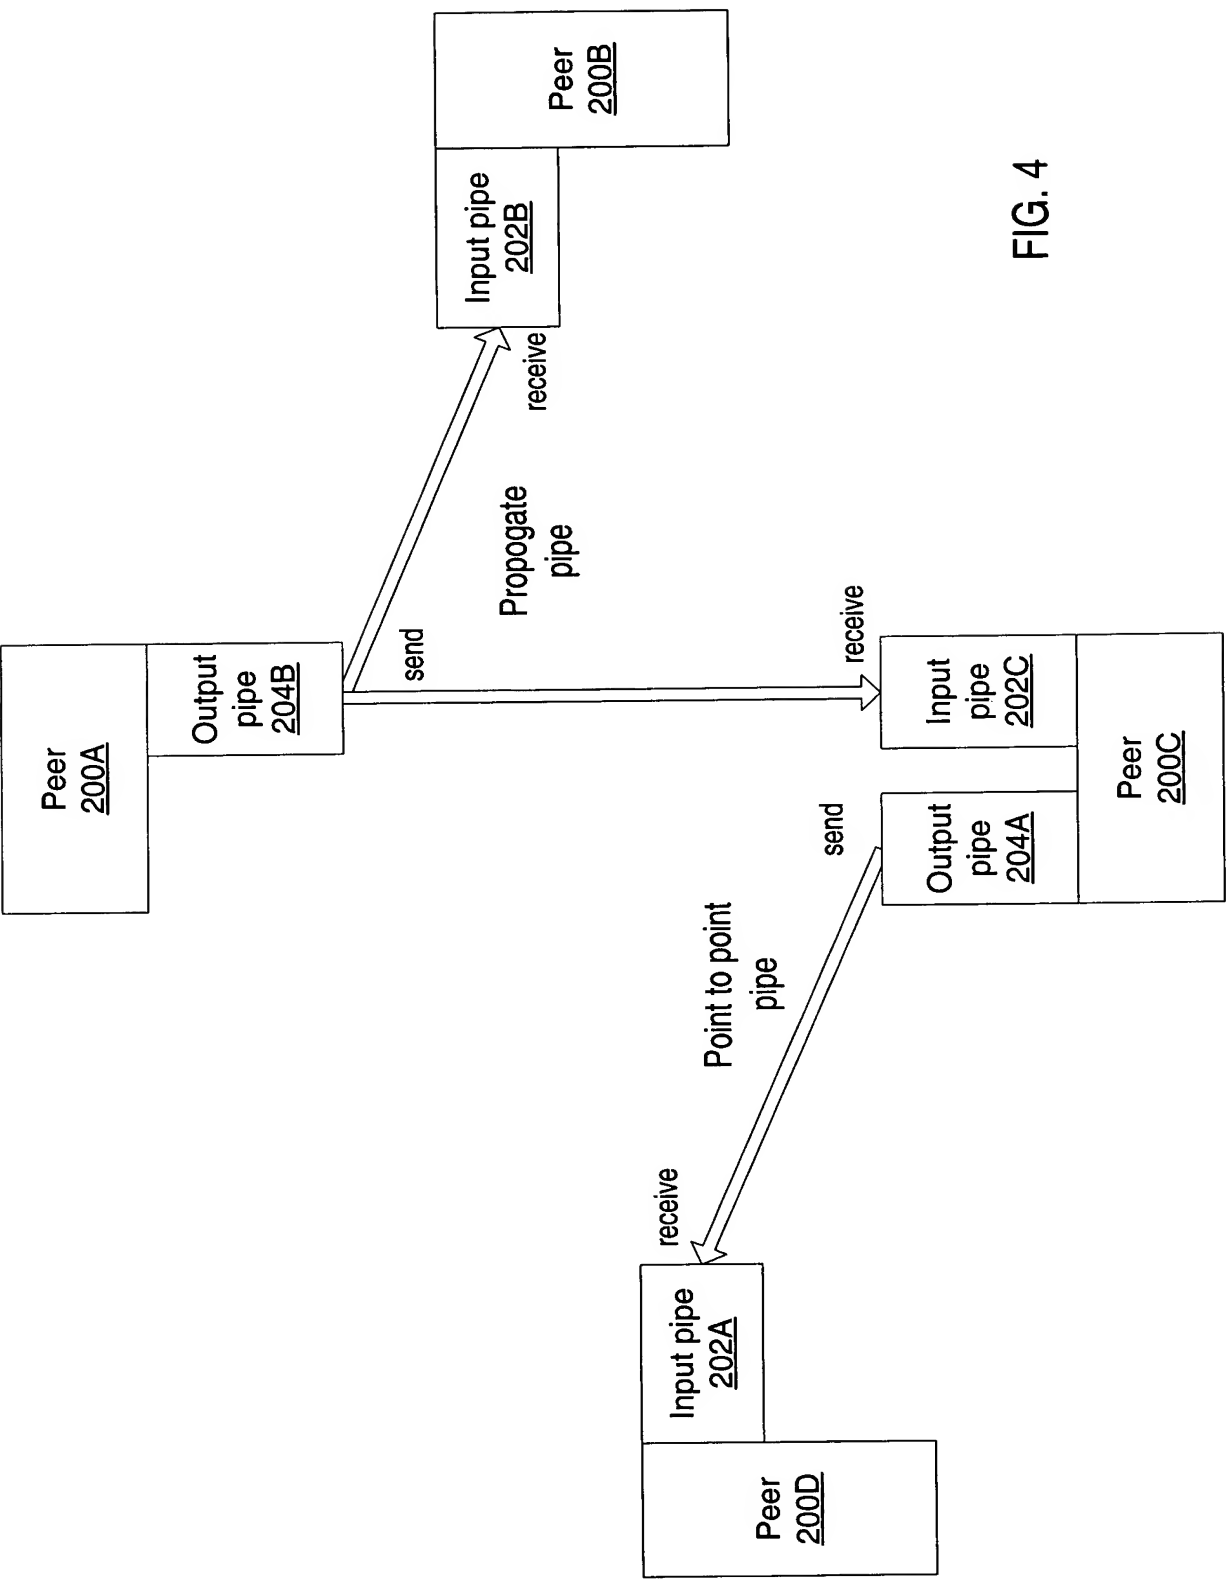 Peer
200D
Input pipe
202A
receive
Point to point
pipe
send
Output
pipe
204A
Peer
200C
Input
pipe
202C
receive
Peer
200A
Output
pipe
204B
send
Propogate
pipe
receive
Input pipe
202B
Peer
200B
FIG. 4